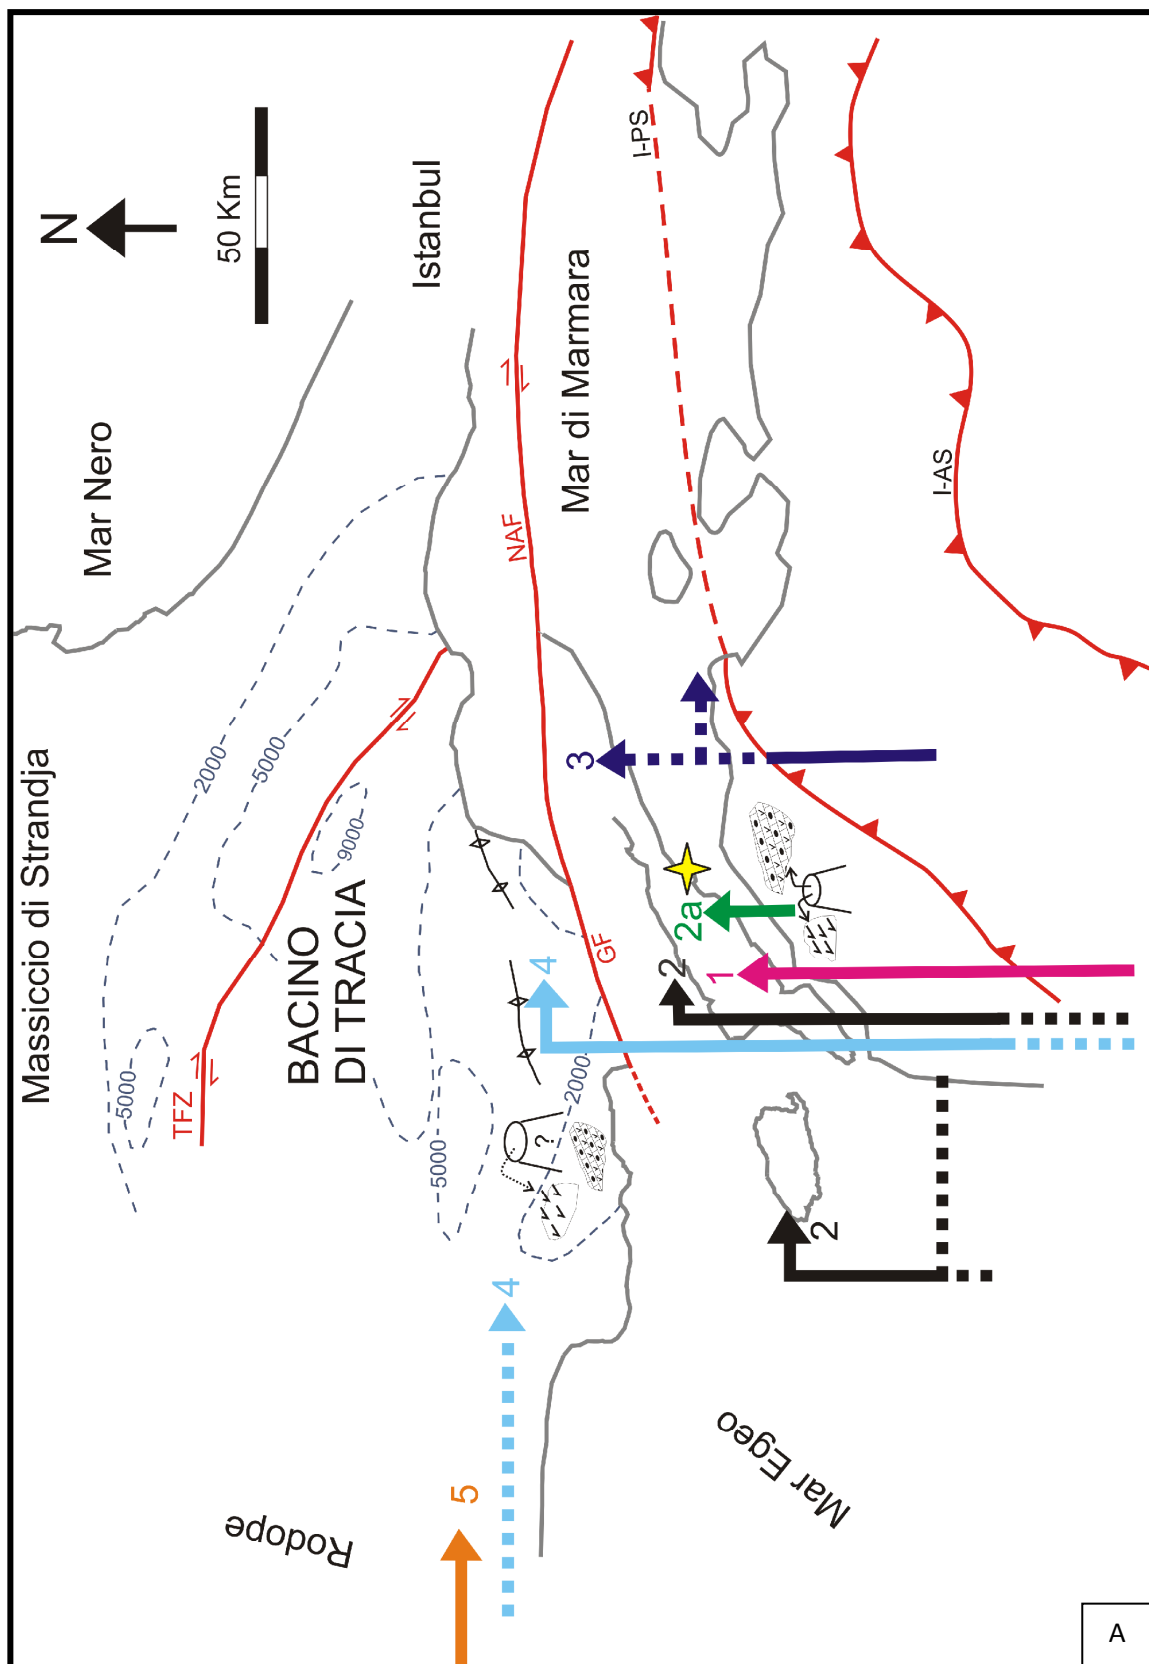 N
50 Km
Mar Nero
Istanbul
Massiccio di Strandja
2000
5000
9000
5000
TFZ
BACINO
DI TRACIA
5000
2000
NAF
GF
Mar di Marmara
I-PS
I-AS
3
2a
2
1
4
?
2
4
5
Rodope
Mar Egeo
A